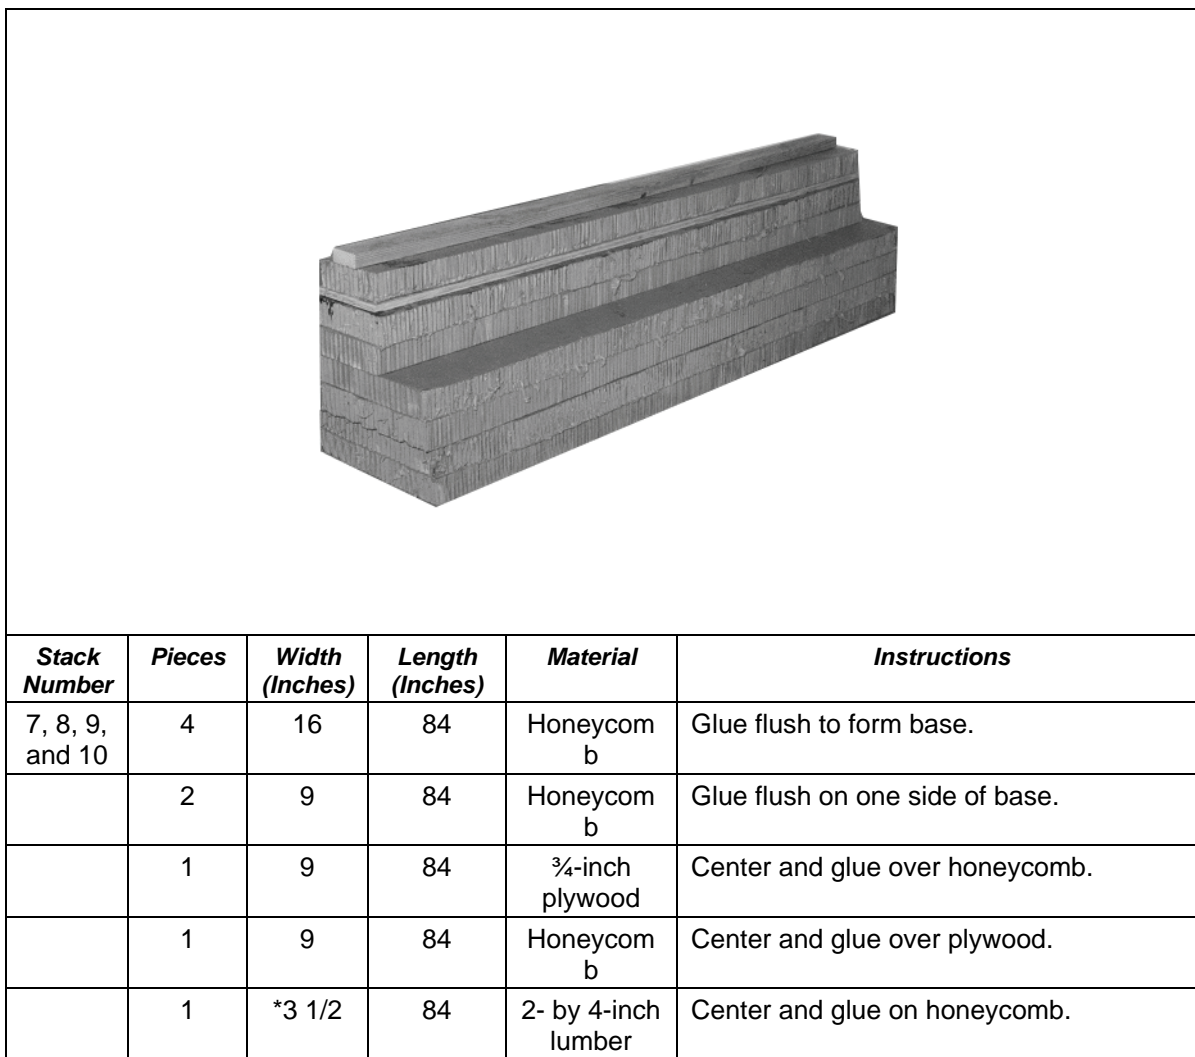 Stack Number Pieces Width (Inches) Length (Inches) Material Instructions
7, 8, 9, and 10 4 16 84 Honeycom b Glue flush to form base.
2 9 84 Honeycom b Glue flush on one side of base.
1 9 84 ¾-inch plywood Center and glue over honeycomb.
1 9 84 Honeycom b Center and glue over plywood.
1 *3 1/2 84 2- by 4-inch lumber Center and glue on honeycomb.